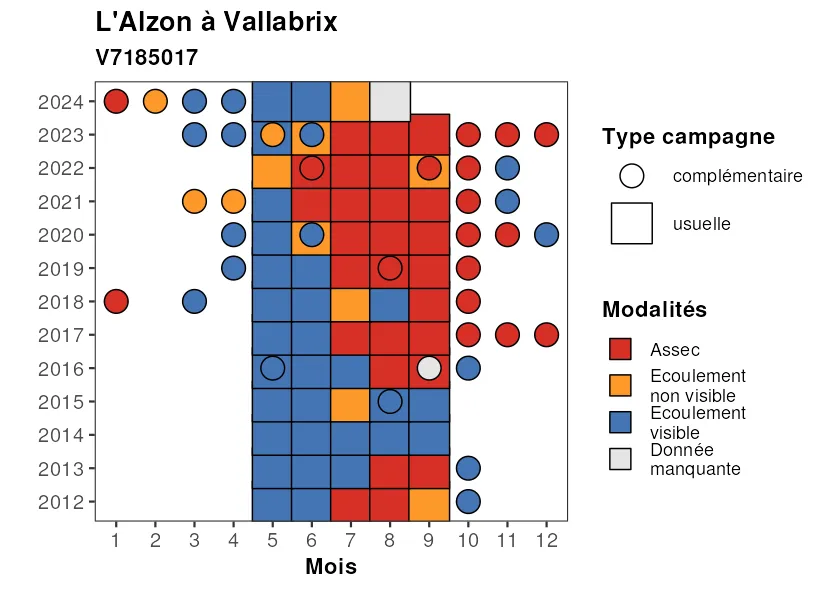 L'Alzon à Vallabrix
V7185017
2024
2023
2022
2021
2020
2019
2018
2017
2016
2015
2014
2013
2012
1 2 3 4 5 6 7 8 9 10 11 12
Mois
Type campagne
complémentaire
usuelle
Modalités
Assec
Ecoulement
non visible
Ecoulement
visible
Donnée
manquante